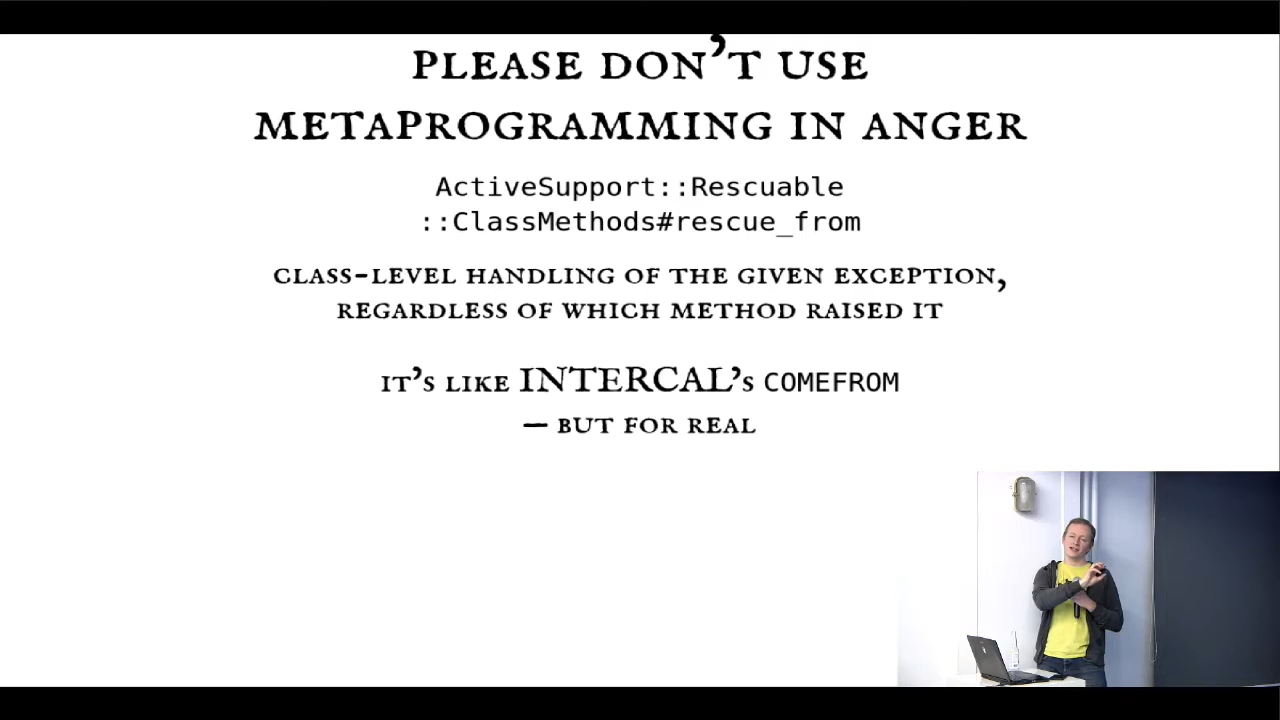 PLEASE DON'T USE
METAPROGRAMMING IN ANGER
ActiveSupport::Rescuable
::ClassMethods#rescue_from
CLASS-LEVEL HANDLING OF THE GIVEN EXCEPTION,
REGARDLESS OF WHICH METHOD RAISED IT
IT'S LIKE INTERCAL'S COMEFROM
— BUT FOR REAL